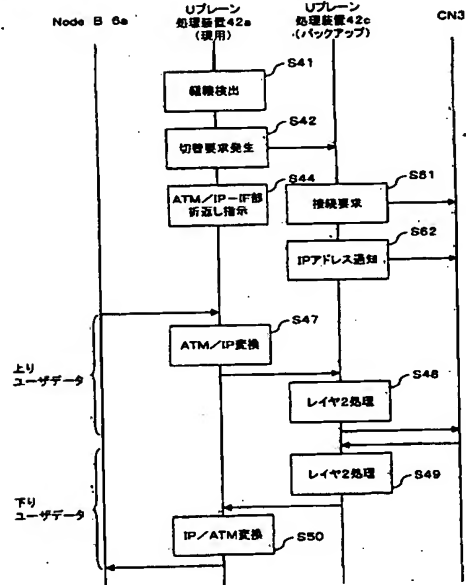 Node B 6a
Uプレーン
処理装置42a
(現用)
Uプレーン
処理装置42c
(バックアップ)
CN3
S41
S42
切替要求発生
S44
ATM/IP-IF部
折返し指示
S61
接続要求
S62
IPアドレス通知
上り
ユーザデータ
S47
ATM/IP変換
S48
レイヤ2処理
S49
レイヤ2処理
下り
ユーザデータ
S50
IP/ATM変換